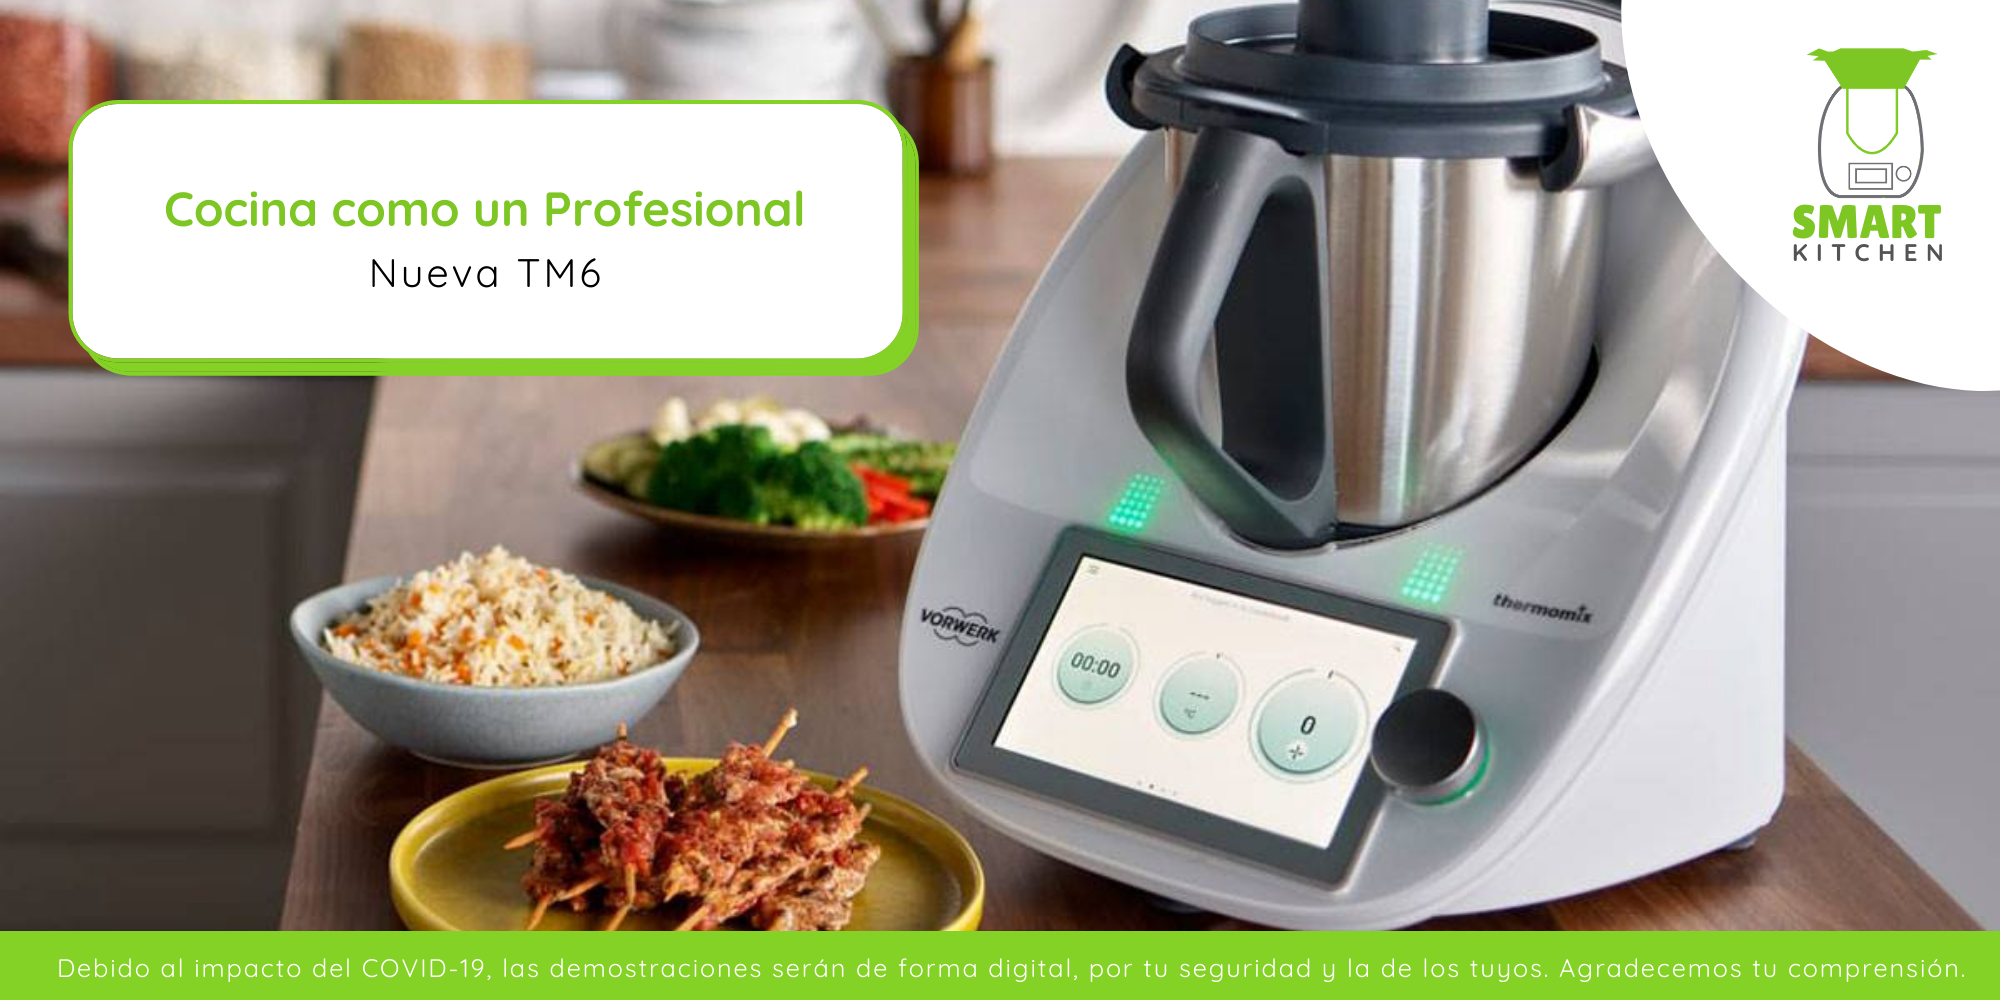 Cocina como un Profesional
Nueva TM6
SMART
KITCHEN
VORWERK
thermomix
00:00
---
°C
0
Debido al impacto del COVID-19, las demostraciones serán de forma digital, por tu seguridad y la de los tuyos. Agradecemos tu comprensión.